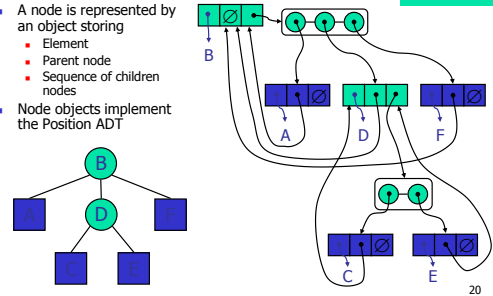 A node is represented by
an object storing
Element
Parent node
Sequence of children
nodes
Node objects implement
the Position ADT
∅
B
∅
∅
A
D
F
B
A
D
F
∅
∅
C
E
C
E
20